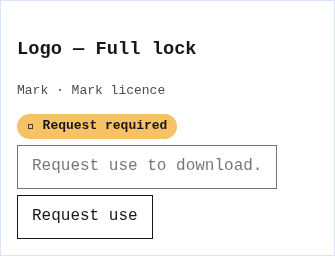 Logo — Full lock
Mark · Mark licence
Request required
Request use to download.
Request use